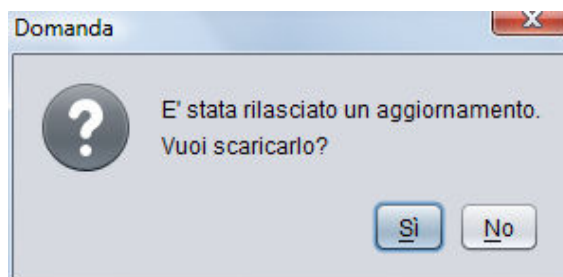 Domanda
E' stata rilasciato un aggiornamento.
Vuoi scaricarlo?
Sì No